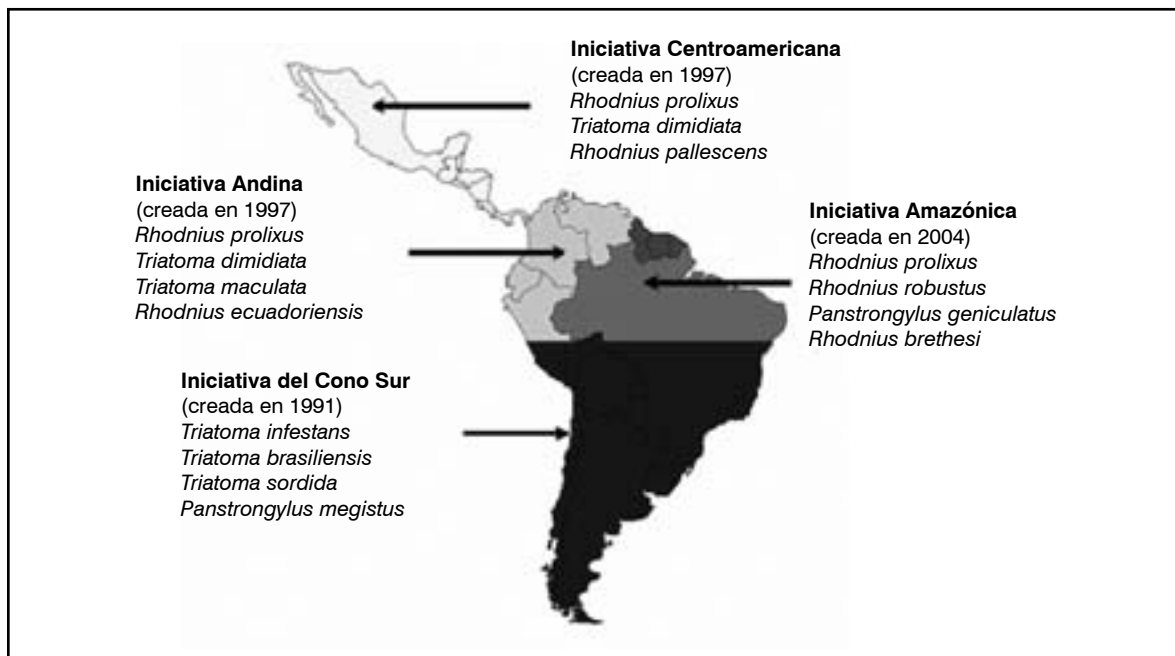 Iniciativa Centroamericana
(creada en 1997)
Rhodnius prolixus
Triatoma dimidiata
Rhodnius pallescens
Iniciativa Andina
(creada en 1997)
Rhodnius prolixus
Triatoma dimidiata
Triatoma maculata
Rhodnius ecuadoriensis
Iniciativa Amazónica
(creada en 2004)
Rhodnius prolixus
Rhodnius robustus
Panstrongylus geniculatus
Rhodnius brethesi
Iniciativa del Cono Sur
(creada en 1991)
Triatoma infestans
Triatoma brasiliensis
Triatoma sordida
Panstrongylus megistus